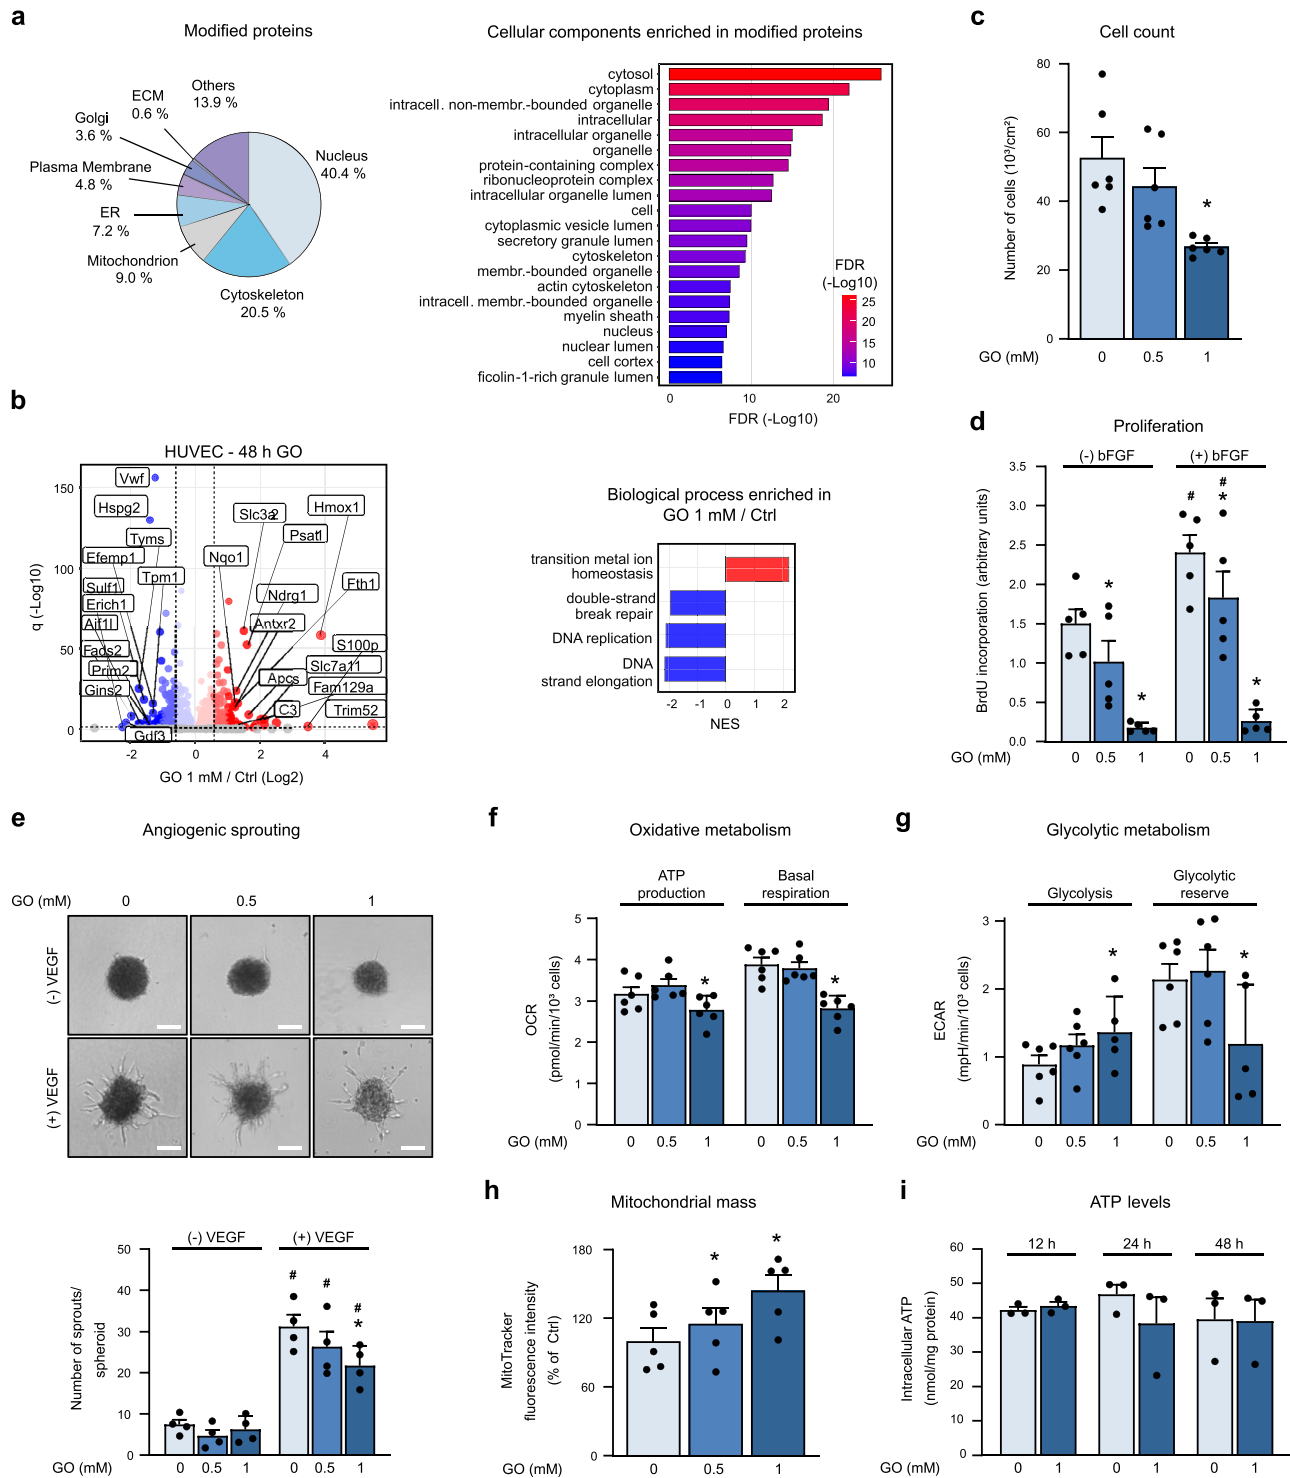 a
Modified proteins
Others
13.9 %
ECM
0.6 %
Golgi
3.6 %
Plasma Membrane
4.8 %
ER
7.2 %
Mitochondrion
9.0 %
Cytoskeleton
20.5 %
Nucleus
40.4 %
Cellular components enriched in modified proteins
cytosol
cytoplasm
intracell. non-membr.-bounded organelle
intracellular
intracellular organelle
organelle
protein-containing complex
ribonucleoprotein complex
intracellular organelle lumen
cell
cytoplasmic vesicle lumen
secretory granule lumen
cytoskeleton
membr.-bounded organelle
actin cytoskeleton
intracell. membr.-bounded organelle
myelin sheath
nucleus
nuclear lumen
cell cortex
ficolin-1-rich granule lumen
FDR
(-Log10)
25
20
15
10
0 10 20
FDR (-Log10)
b
HUVEC - 48 h GO
q (-Log10)
150
100
50
0
Vwf
Hspg2
Tyms
Efemp1
Tpm1
Sulf1
Erich1
Aif1l
Fads2
Prim2
Gins2
Gdf3
Nqo1
Slc3a2
Psat1
Hmox1
Fth1
Ndrg1
Antxr2
S100p
Slc7a11
Apcs
Fam129a
C3
Trim52
-2 0 2 4
GO 1 mM / Ctrl (Log2)
Biological process enriched in
GO 1 mM / Ctrl
transition metal ion
homeostasis
double-strand
break repair
DNA replication
DNA
strand elongation
-2 -1 0 1 2
NES
c
Cell count
Number of cells (10³/cm²)
80
60
40
20
0
*
GO (mM) 0 0.5 1
d
Proliferation
(-) bFGF (+) bFGF
BrdU incorporation (arbitrary units)
3.5
3.0
2.5
2.0
1.5
1.0
0.5
0.0
* * # # * *
GO (mM) 0 0.5 1 0 0.5 1
e
Angiogenic sprouting
GO (mM) 0 0.5 1
(-) VEGF
(+) VEGF
(-) VEGF (+) VEGF
Number of sprouts/
spheroid
50
40
30
20
10
0
# # # *
GO (mM) 0 0.5 1 0 0.5 1
f
Oxidative metabolism
ATP
production
Basal
respiration
OCR
(pmol/min/10³ cells)
5
4
3
2
1
0
* *
GO (mM) 0 0.5 1 0 0.5 1
g
Glycolytic metabolism
Glycolysis
Glycolytic
reserve
ECAR
(mpH/min/10³ cells)
3
2
1
0
* *
GO (mM) 0 0.5 1 0 0.5 1
h
Mitochondrial mass
MitoTracker
fluorescence intensity
(% of Ctrl)
180
120
60
0
* *
GO (mM) 0 0.5 1
i
ATP levels
12 h 24 h 48 h
Intracellular ATP
(nmol/mg protein)
60
50
40
30
20
10
0
GO (mM) 0 1 0 1 0 1